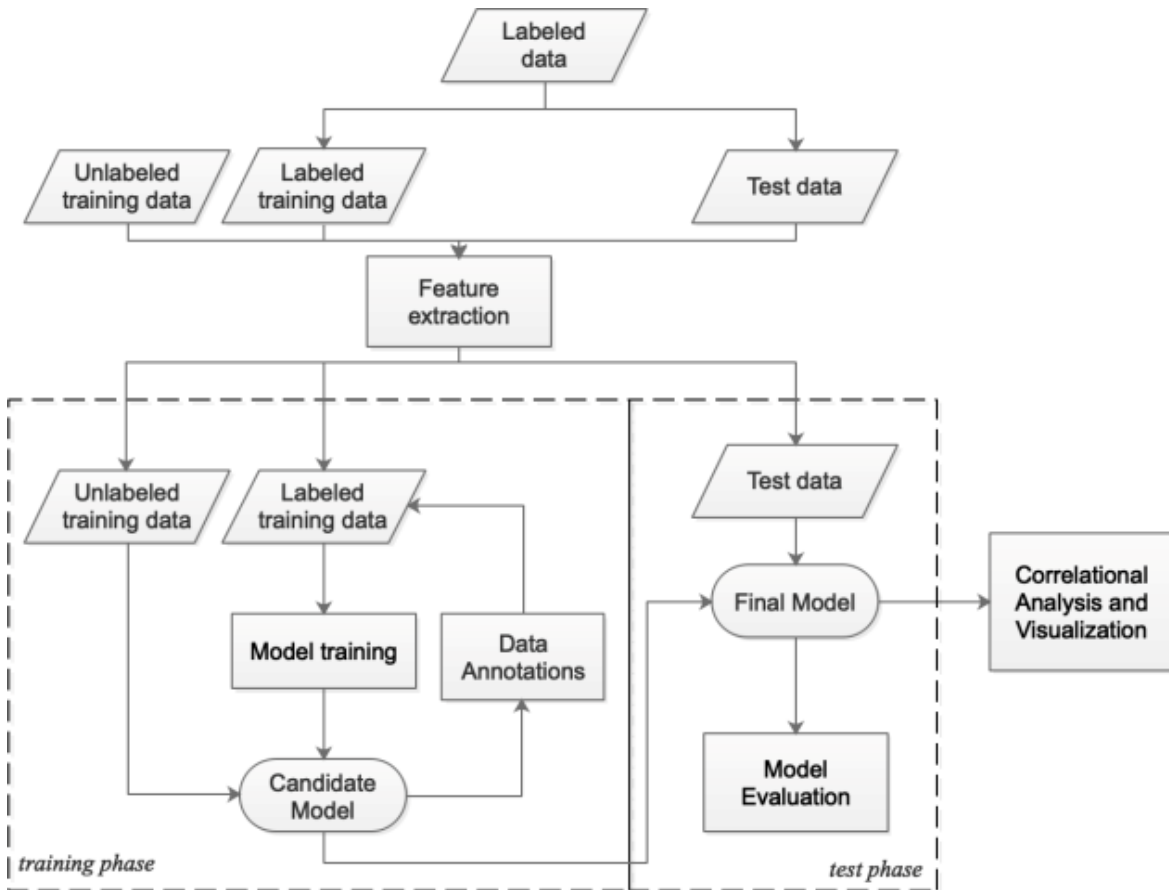 Labeled
data
Unlabeled
training data
Labeled
training data
Test data
Feature
extraction
Unlabeled
training data
Labeled
training data
Test data
Model training
Data
Annotations
Final Model
Correlational
Analysis and
Visualization
Candidate
Model
Model
Evaluation
training phase
test phase